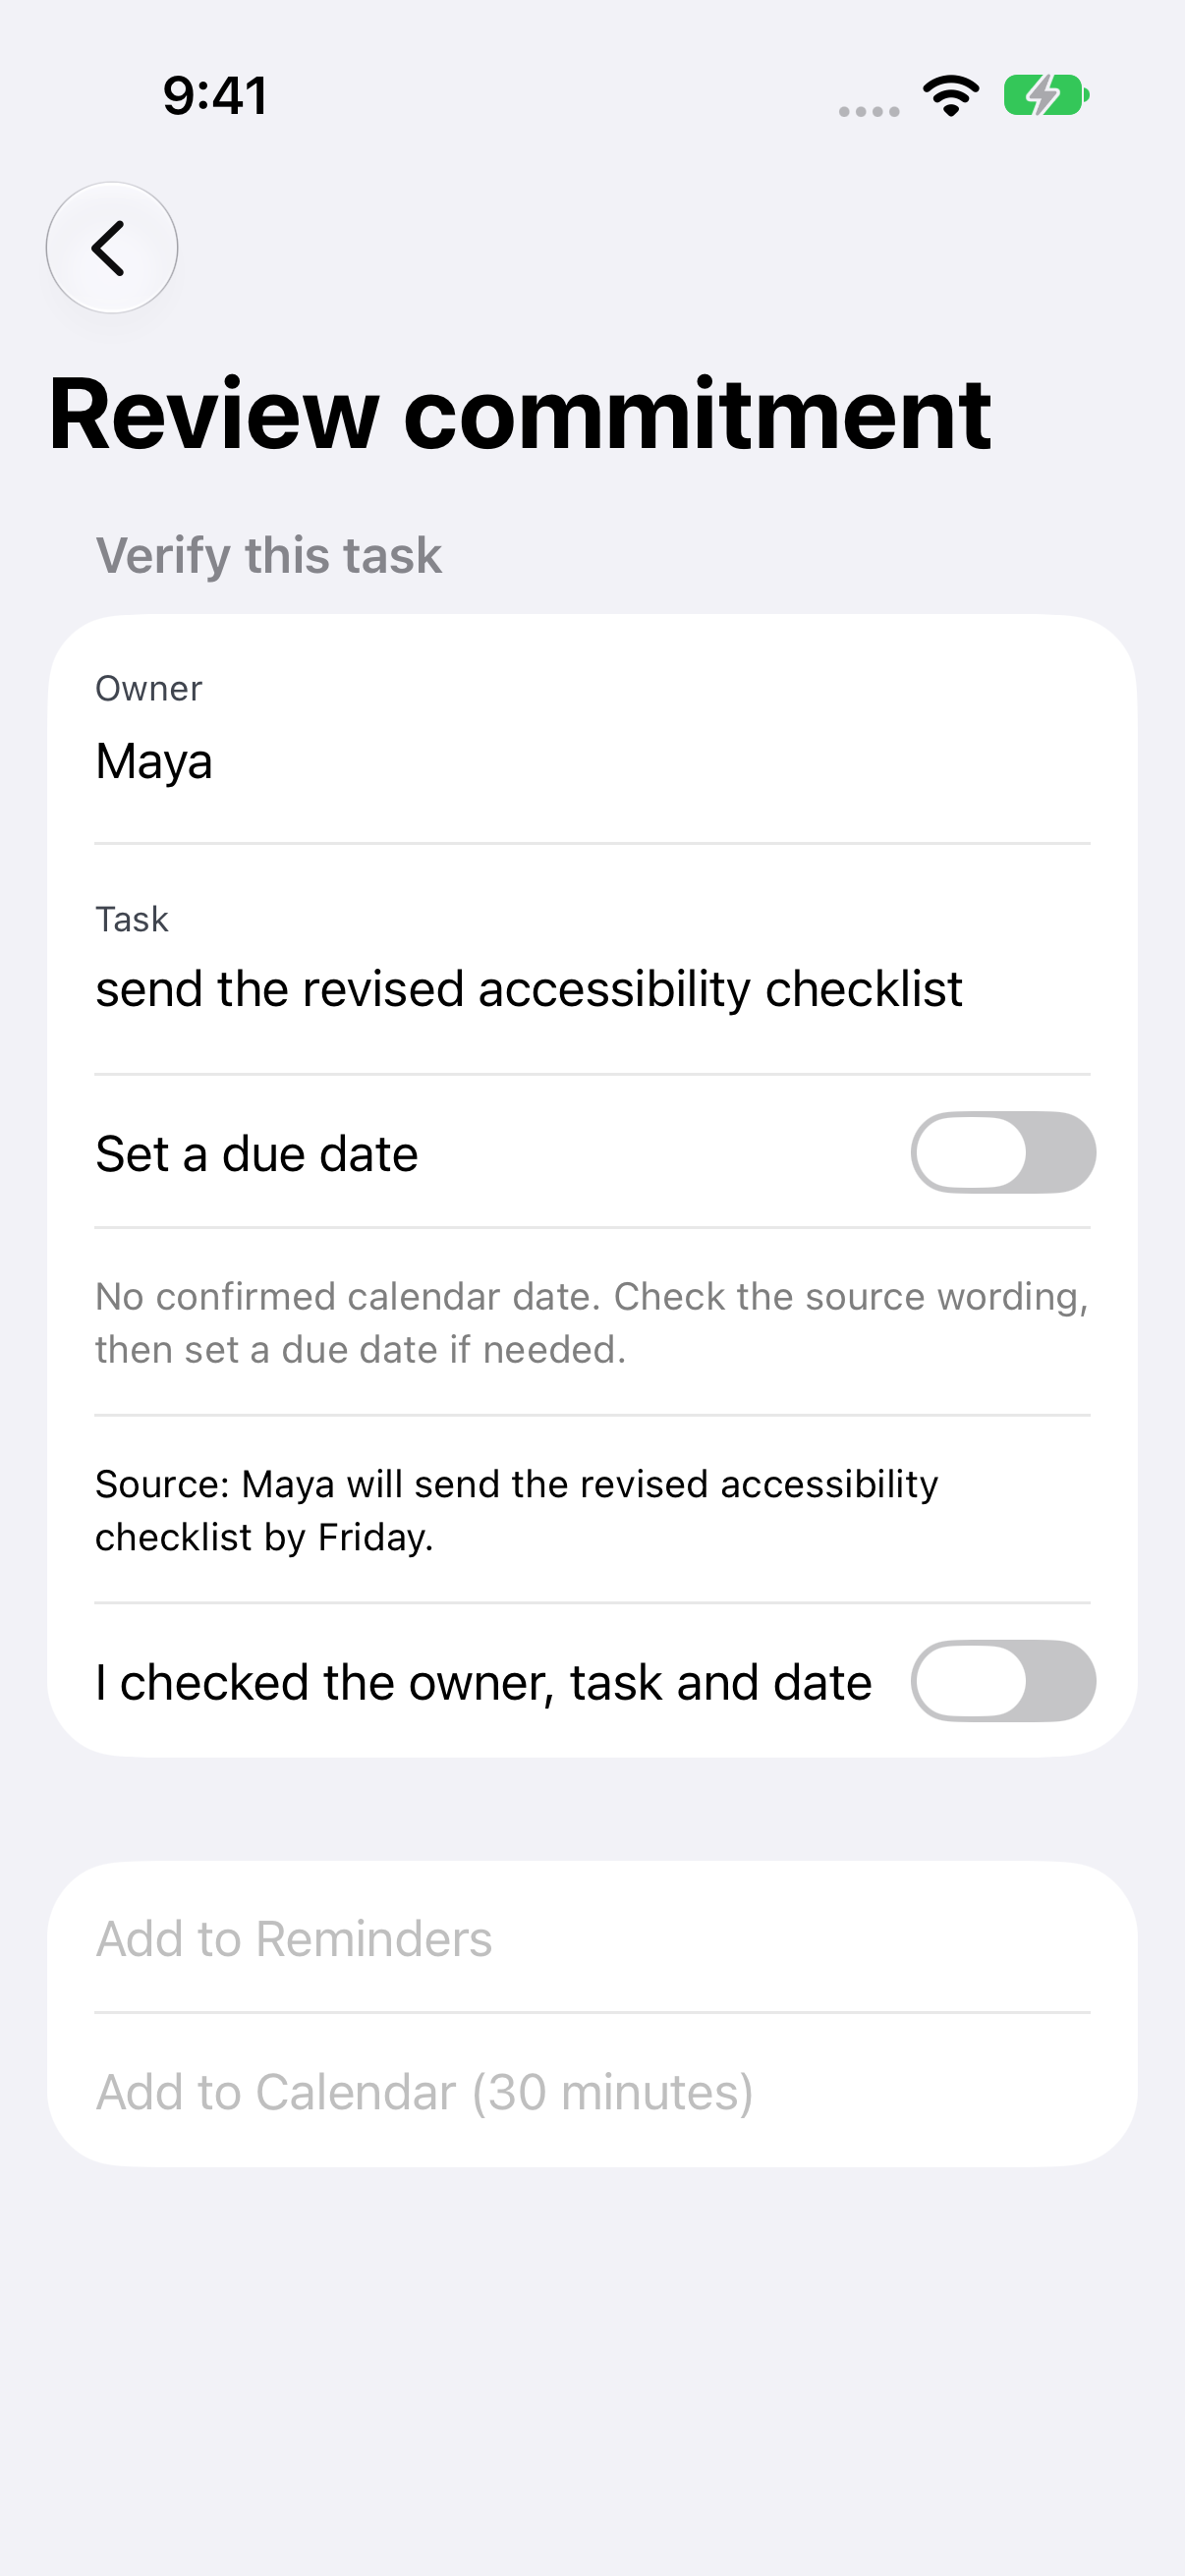 9:41
Review commitment
Verify this task
Owner
Maya
Task
send the revised accessibility checklist
Set a due date
No confirmed calendar date. Check the source wording,
then set a due date if needed.
Source: Maya will send the revised accessibility
checklist by Friday.
I checked the owner, task and date
Add to Reminders
Add to Calendar (30 minutes)